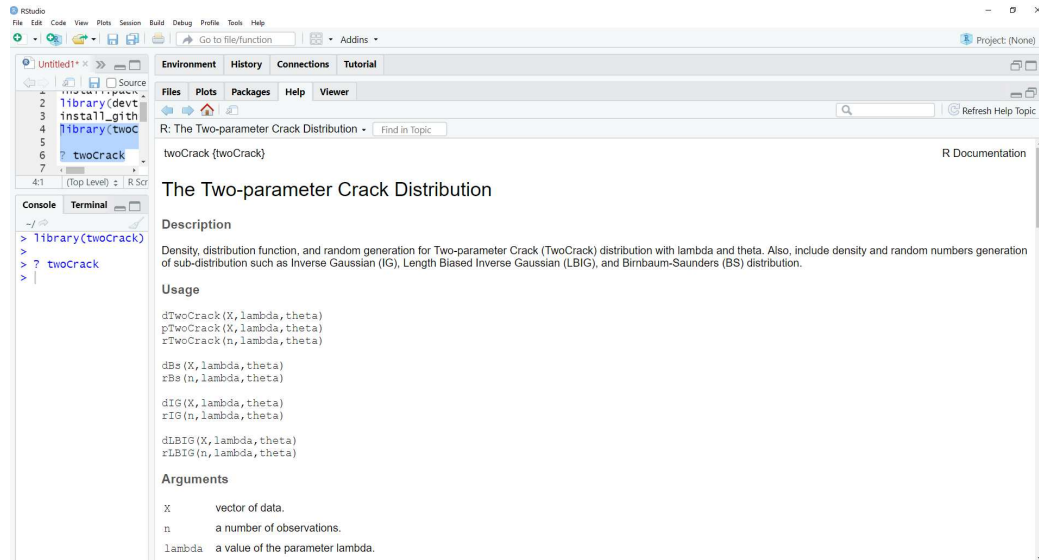 RStudio
File Edit Code View Plots Session Build Debug Profile Tools Help
Go to file/function
Addins
Project: (None)
Untitled1*
Source
2 library(devt
3 install_gith
4 library(twoC
5
6 ? twoCrack
7
4:1 (Top Level) R Scr
Console Terminal
~/
> library(twoCrack)
>
> ? twoCrack
>
Environment History Connections Tutorial
Files Plots Packages Help Viewer
Refresh Help Topic
R: The Two-parameter Crack Distribution Find in Topic
twoCrack {twoCrack} R Documentation
The Two-parameter Crack Distribution
Description
Density, distribution function, and random generation for Two-parameter Crack (TwoCrack) distribution with lambda and theta. Also, include density and random numbers generation
of sub-distribution such as Inverse Gaussian (IG), Length Biased Inverse Gaussian (LBIG), and Birnbaum-Saunders (BS) distribution.
Usage
dTwoCrack(X,lambda,theta)
pTwoCrack(X,lambda,theta)
rTwoCrack(n,lambda,theta)
dBs(X,lambda,theta)
rBs(n,lambda,theta)
dIG(X,lambda,theta)
rIG(n,lambda,theta)
dLBIG(X,lambda,theta)
rLBIG(n,lambda,theta)
Arguments
X vector of data.
n a number of observations.
lambda a value of the parameter lambda.